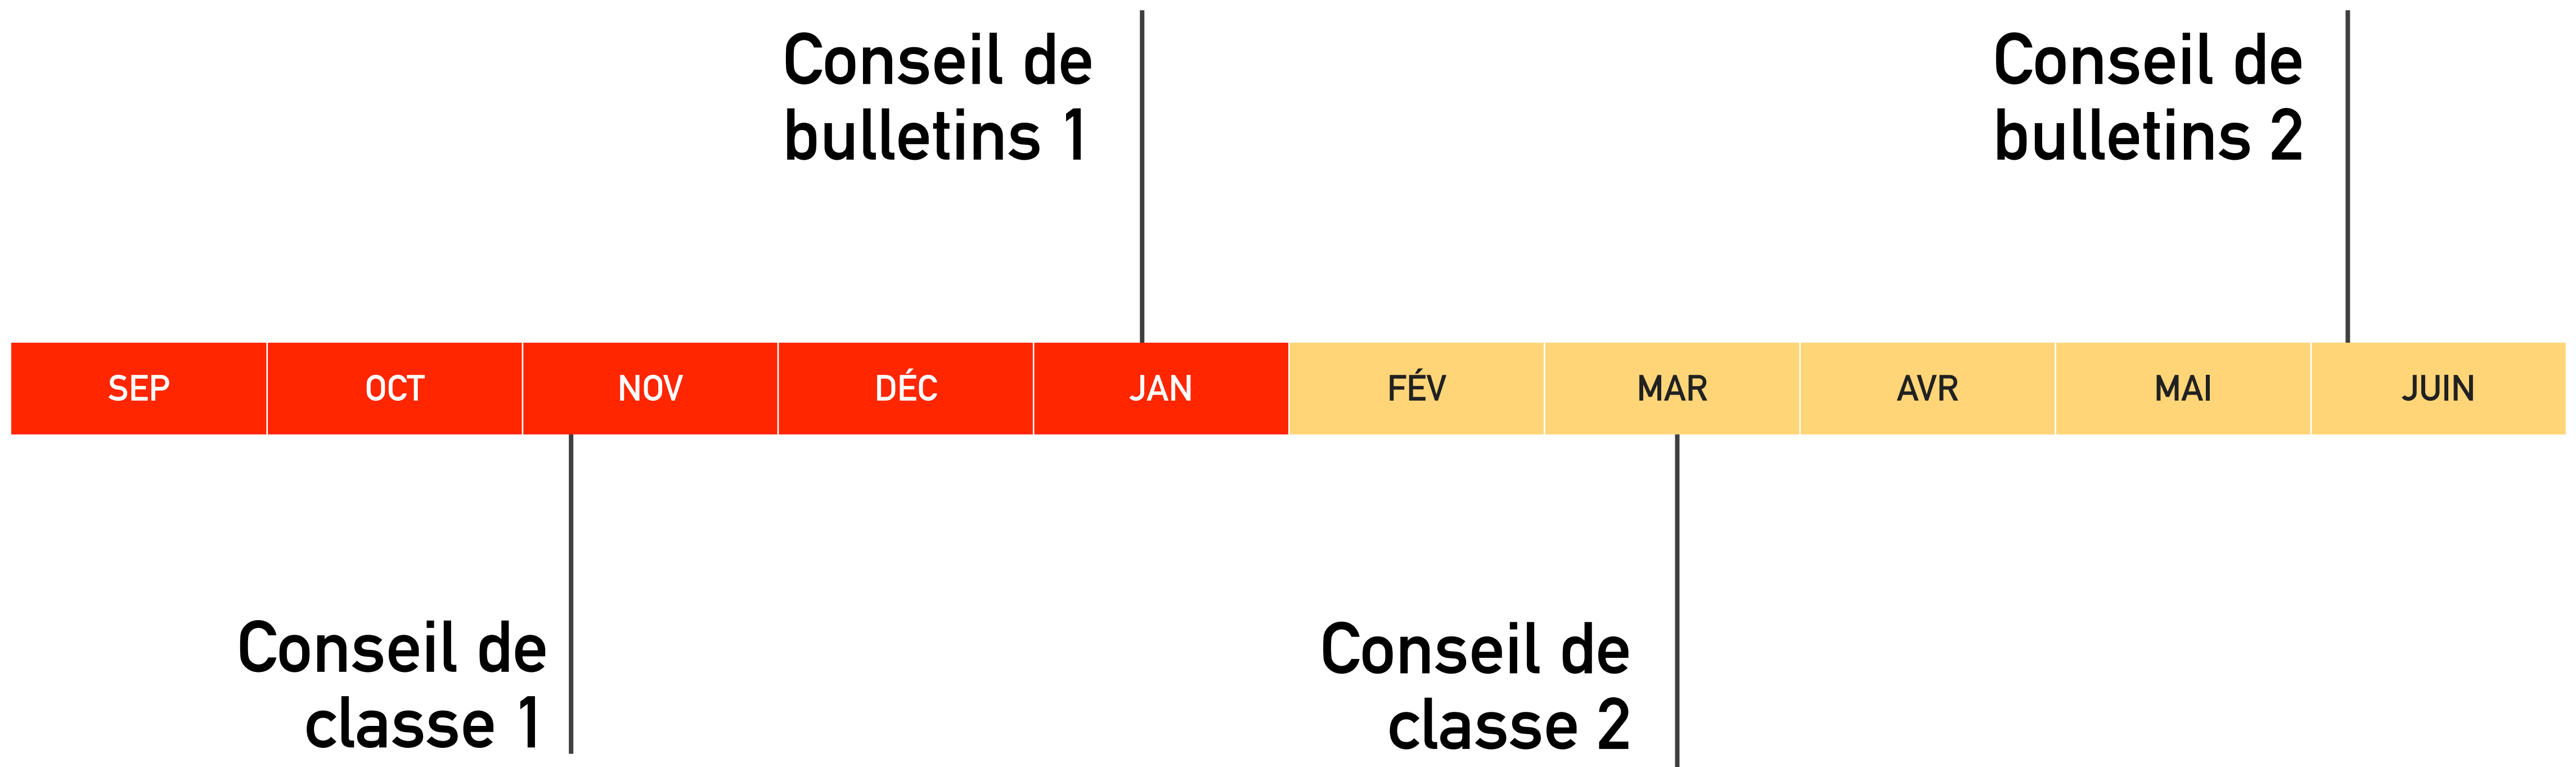 Conseil de
bulletins 1
Conseil de
bulletins 2
SEP
OCT
NOV
DÉC
JAN
FÉV
MAR
AVR
MAI
JUIN
Conseil de
classe 1
Conseil de
classe 2